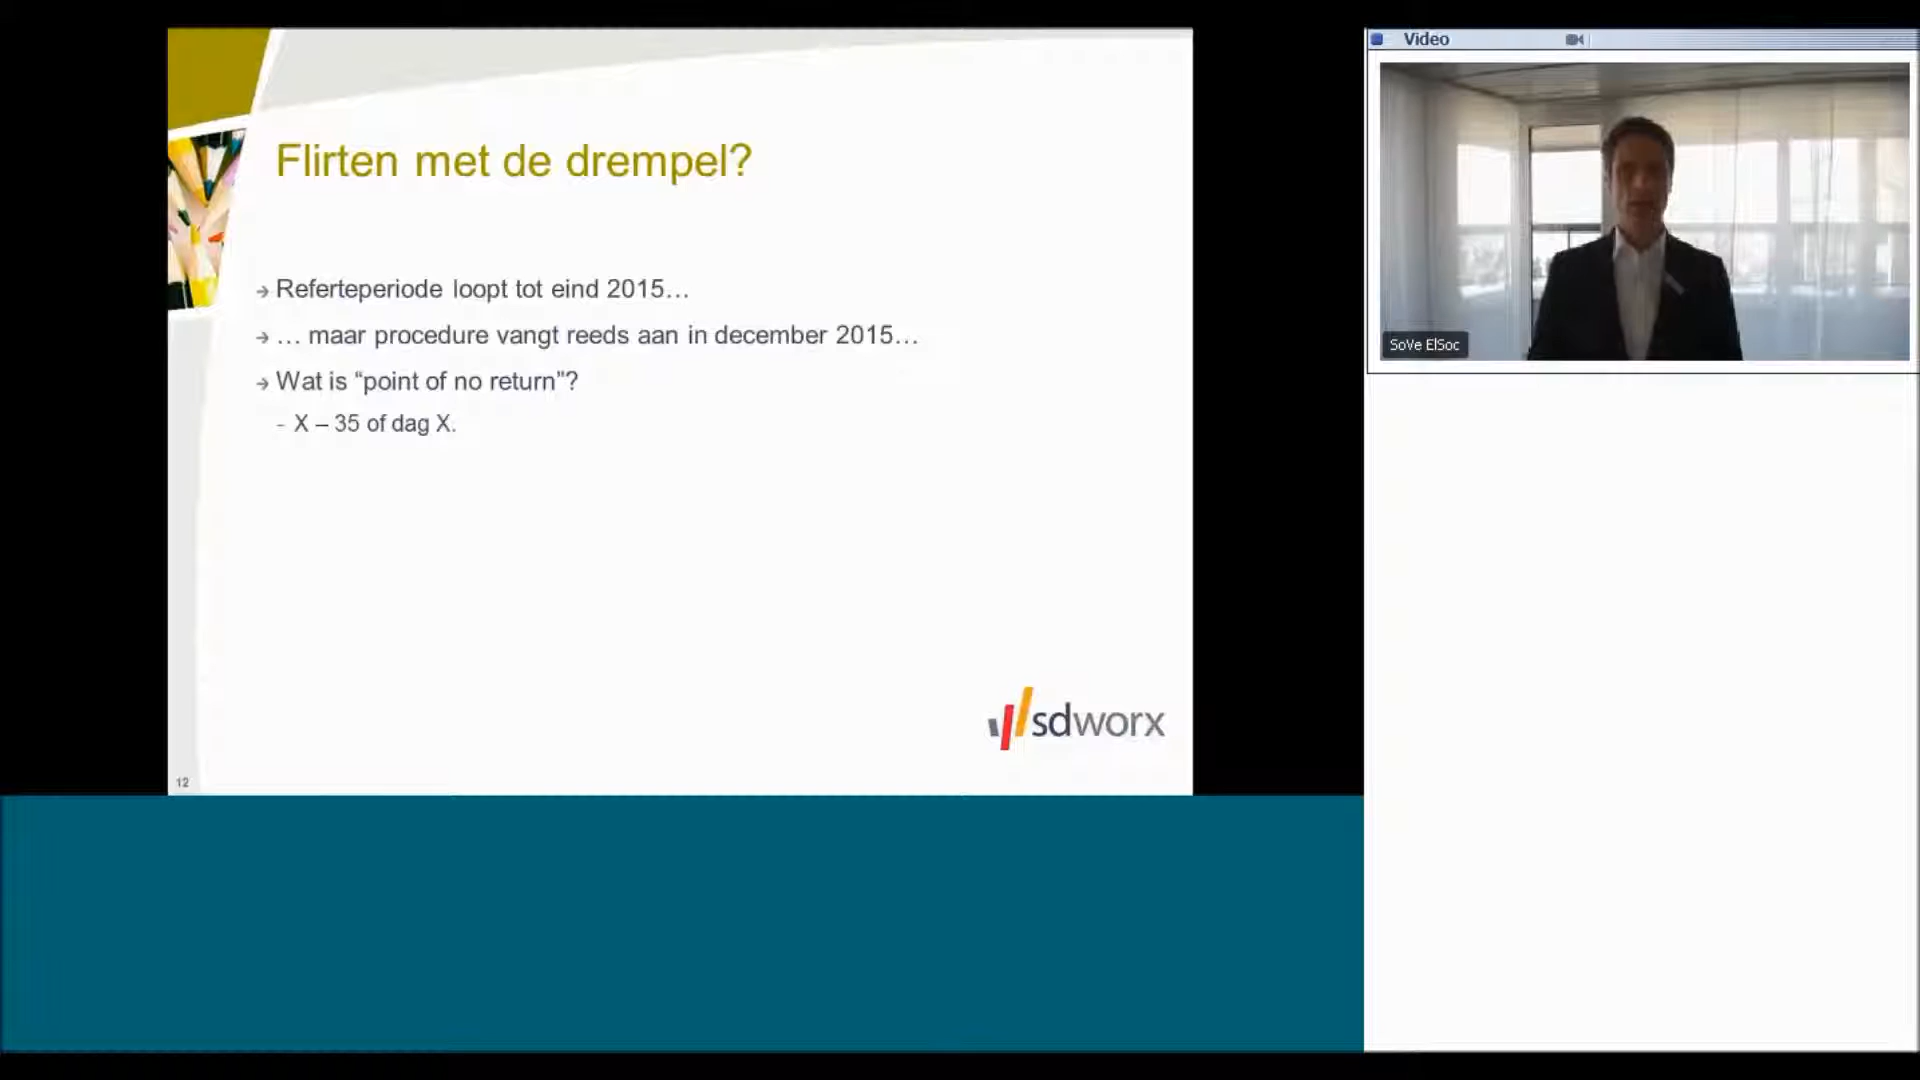 Flirten met de drempel?
Referteperiode loopt tot eind 2015…
… maar procedure vangt reeds aan in december 2015…
Wat is “point of no return”?
- X – 35 of dag X.
sdworx
12
Video
SoVe ElSoc